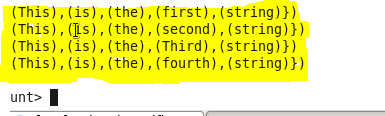 (This),(is),(the),(first),(string)})
(This),(is),(the),(second),(string)})
(This),(is),(the),(Third),(string)})
(This),(is),(the),(fourth),(string)})
unt>